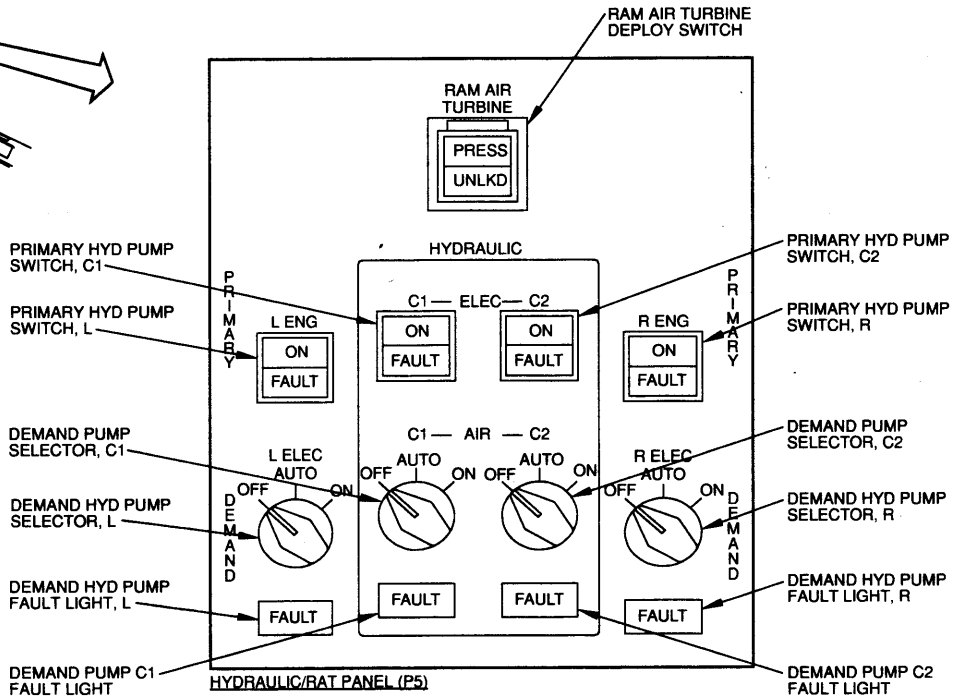 RAM AIR TURBINE
DEPLOY SWITCH
RAM AIR
TURBINE
PRESS
UNLKD
PRIMARY HYD PUMP
SWITCH, C1
PRIMARY HYD PUMP
SWITCH, L
HYDRAULIC
PRIMARY HYD PUMP
SWITCH, C2
PRIMARY HYD PUMP
SWITCH, R
PRIMARY
L ENG
ON
FAULT
C1 — ELEC — C2
ON
FAULT
ON
FAULT
R ENG
ON
FAULT
PRIMARY
DEMAND PUMP
SELECTOR, C1
DEMAND HYD PUMP
SELECTOR, L
DEMAND
L ELEC
OFF AUTO ON
C1 — AIR — C2
OFF AUTO ON
OFF AUTO ON
R ELEC
OFF AUTO ON
DEMAND
DEMAND PUMP
SELECTOR, C2
DEMAND HYD PUMP
SELECTOR, R
DEMAND HYD PUMP
FAULT LIGHT, L
FAULT
FAULT
FAULT
FAULT
DEMAND HYD PUMP
FAULT LIGHT, R
DEMAND PUMP C1
FAULT LIGHT
HYDRAULIC/RAT PANEL (P5)
DEMAND PUMP C2
FAULT LIGHT